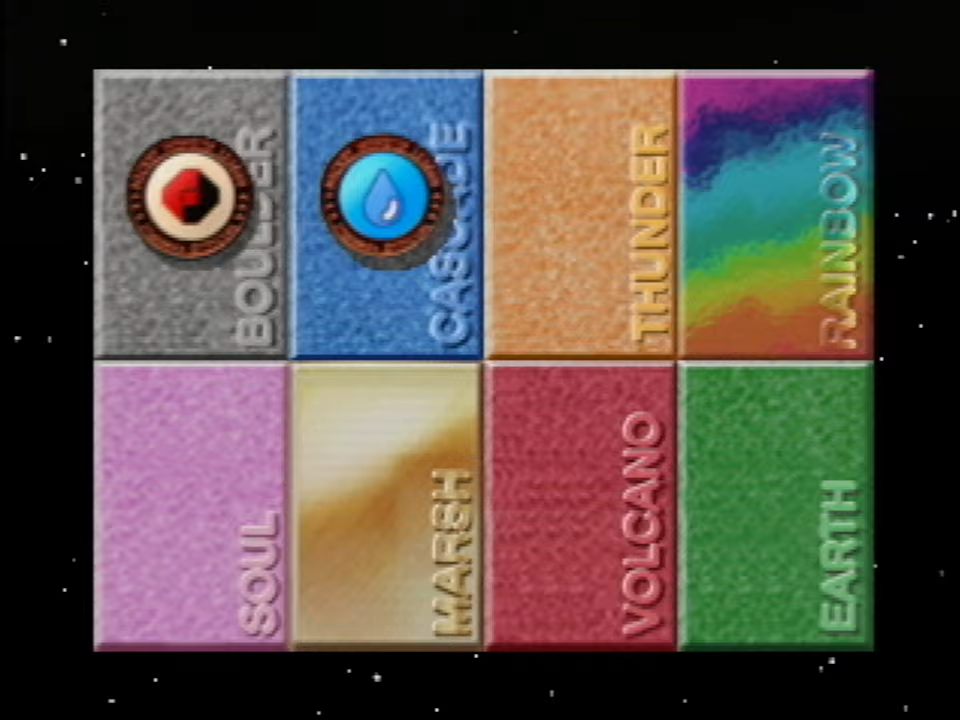 BOULDER
CASCADE
THUNDER
RAINBOW
SOUL
MARSH
VOLCANO
EARTH